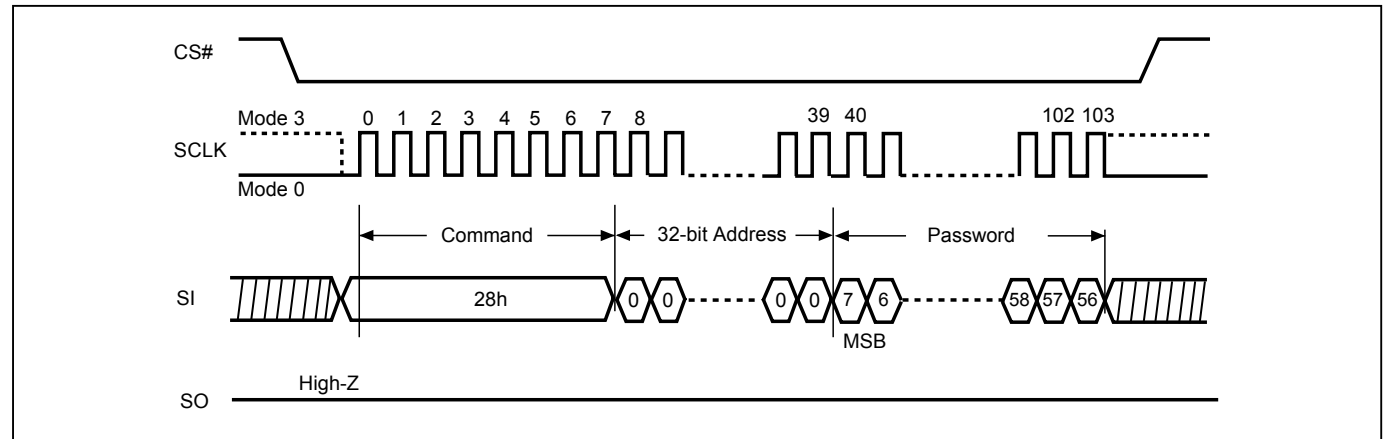 CS#
Mode 3 0 1 2 3 4 5 6 7 8 39 40 102 103
SCLK
Mode 0
Command 32-bit Address Password
SI 28h 0 0 0 0 7 6 58 57 56
MSB
High-Z
SO